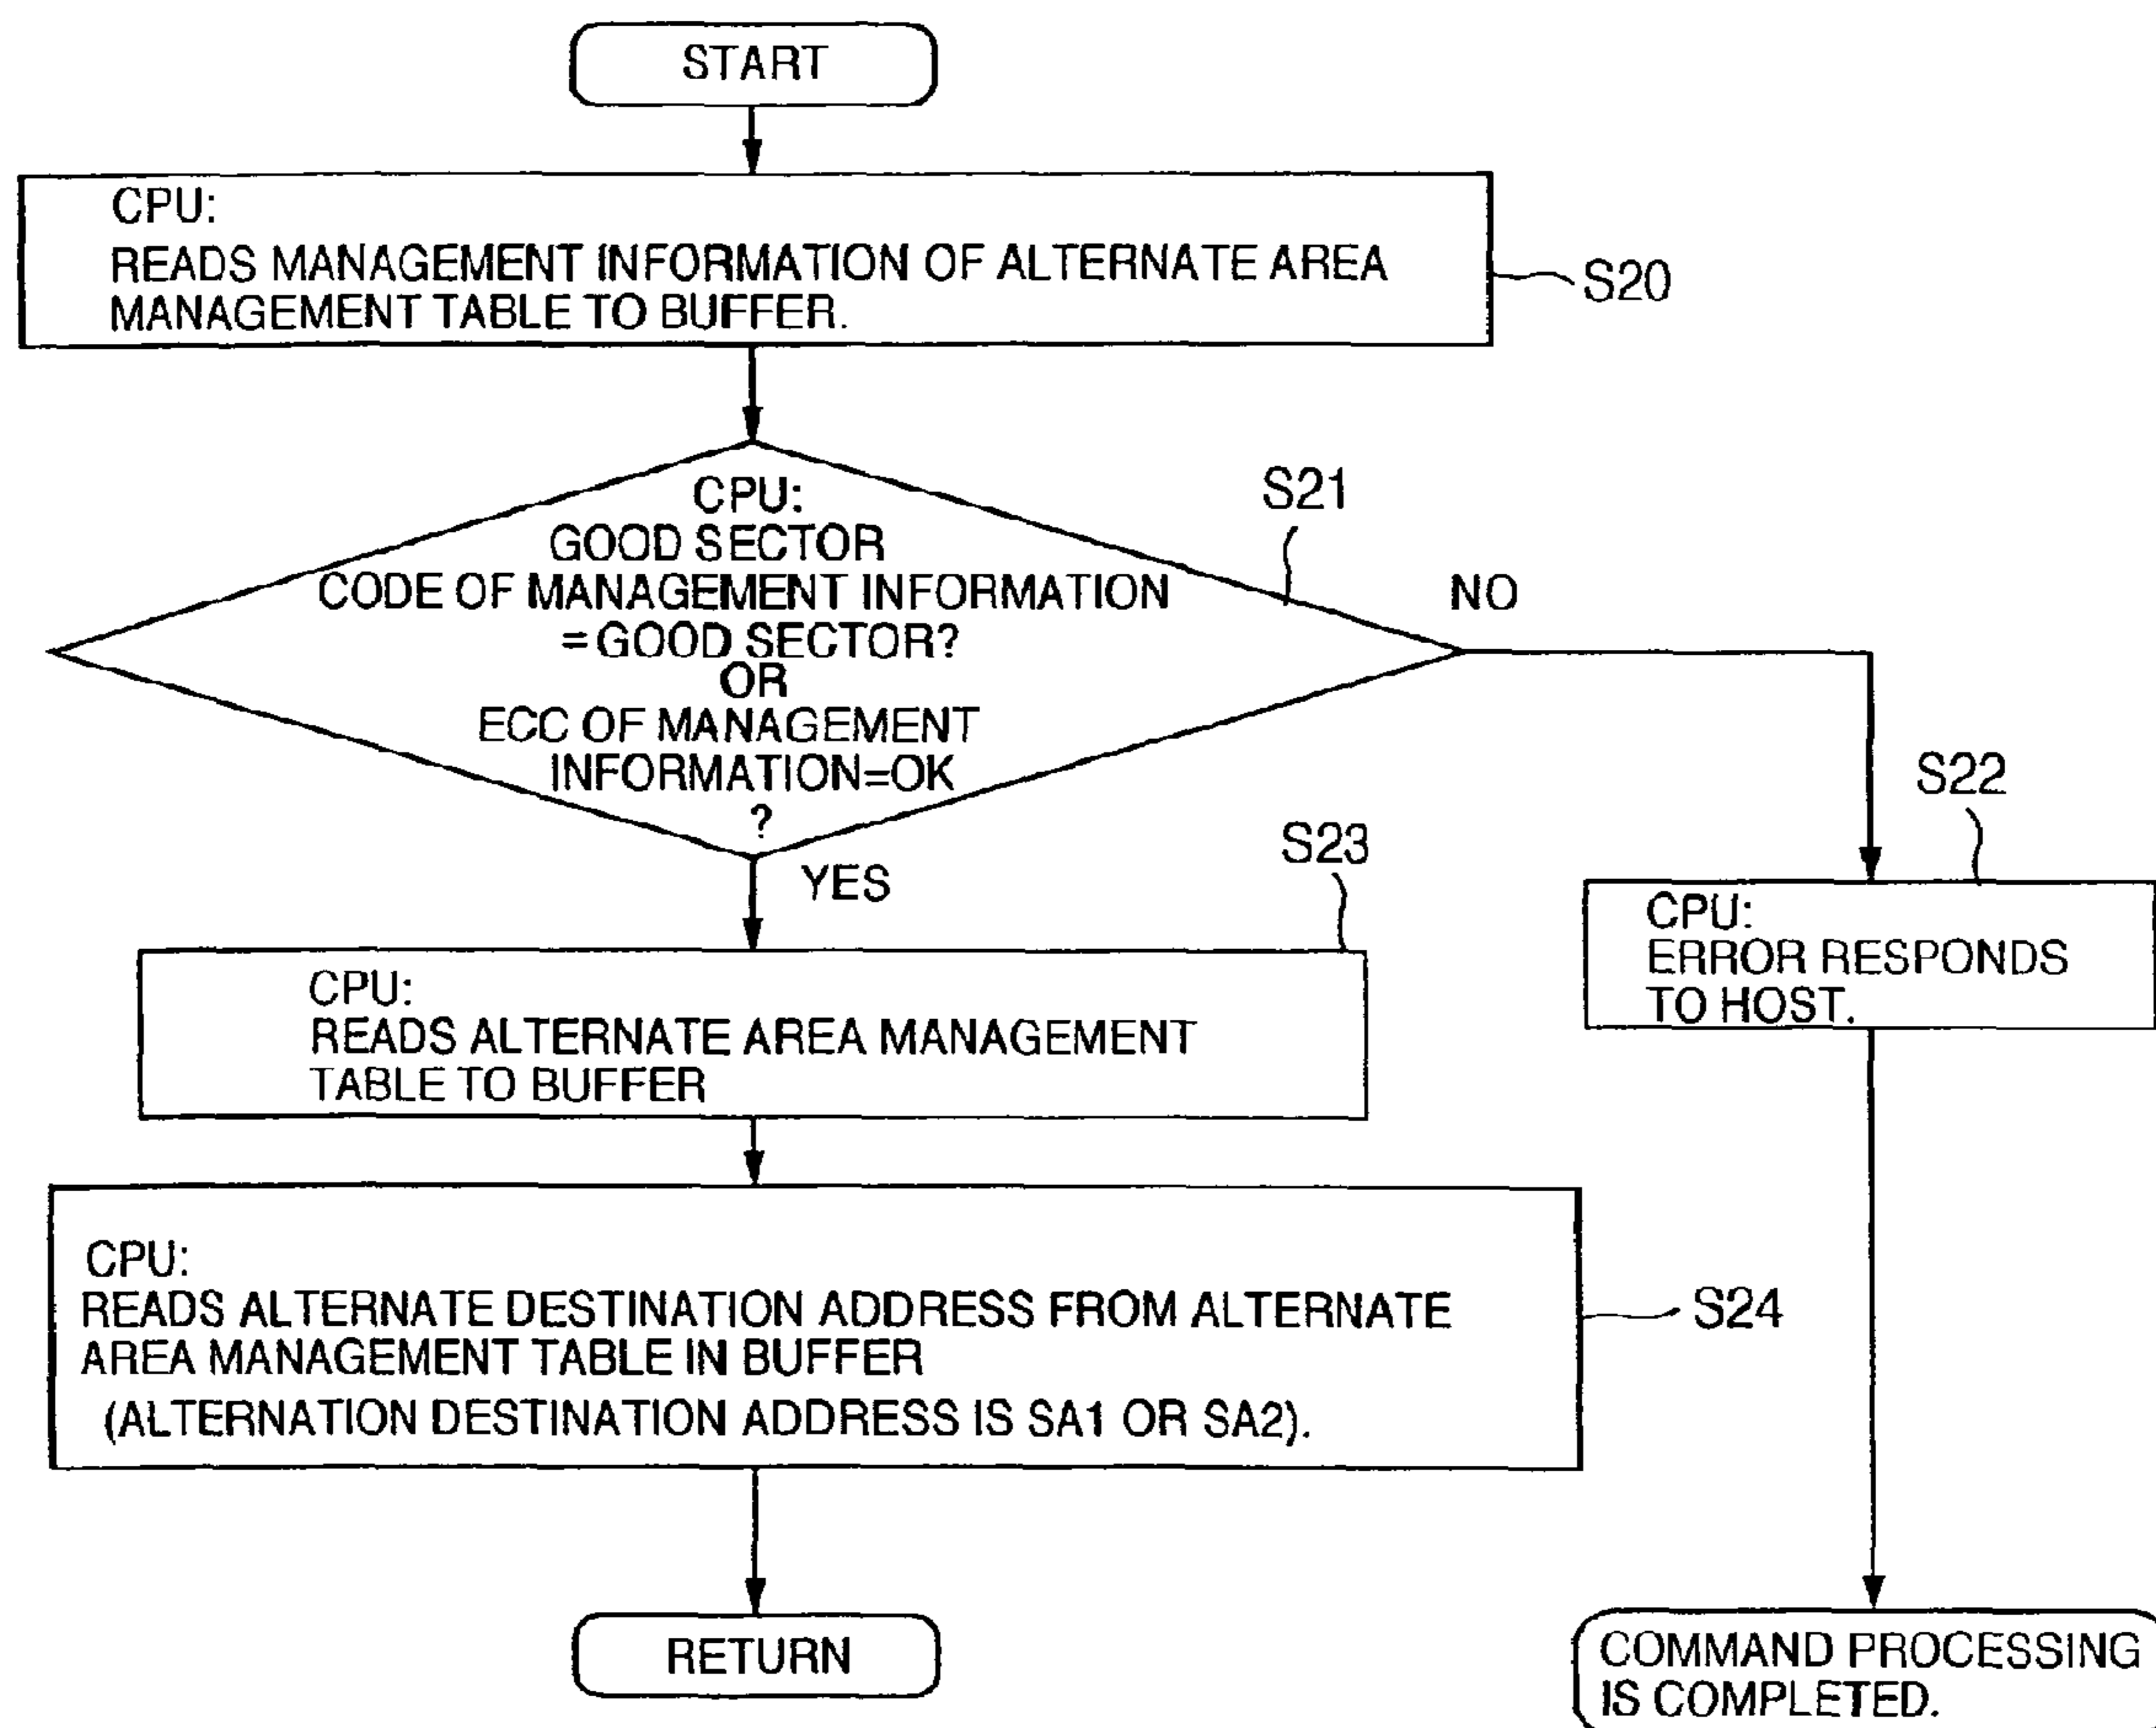 START
CPU:
READS MANAGEMENT INFORMATION OF ALTERNATE AREA
MANAGEMENT TABLE TO BUFFER.
S20
CPU:
GOOD SECTOR
CODE OF MANAGEMENT INFORMATION
=GOOD SECTOR?
OR
ECC OF MANAGEMENT
INFORMATION=OK
?
S21
NO
YES
S22
CPU:
ERROR RESPONDS
TO HOST.
S23
CPU:
READS ALTERNATE AREA MANAGEMENT
TABLE TO BUFFER
CPU:
READS ALTERNATE DESTINATION ADDRESS FROM ALTERNATE
AREA MANAGEMENT TABLE IN BUFFER
(ALTERNATION DESTINATION ADDRESS IS SA1 OR SA2).
S24
RETURN
COMMAND PROCESSING
IS COMPLETED.